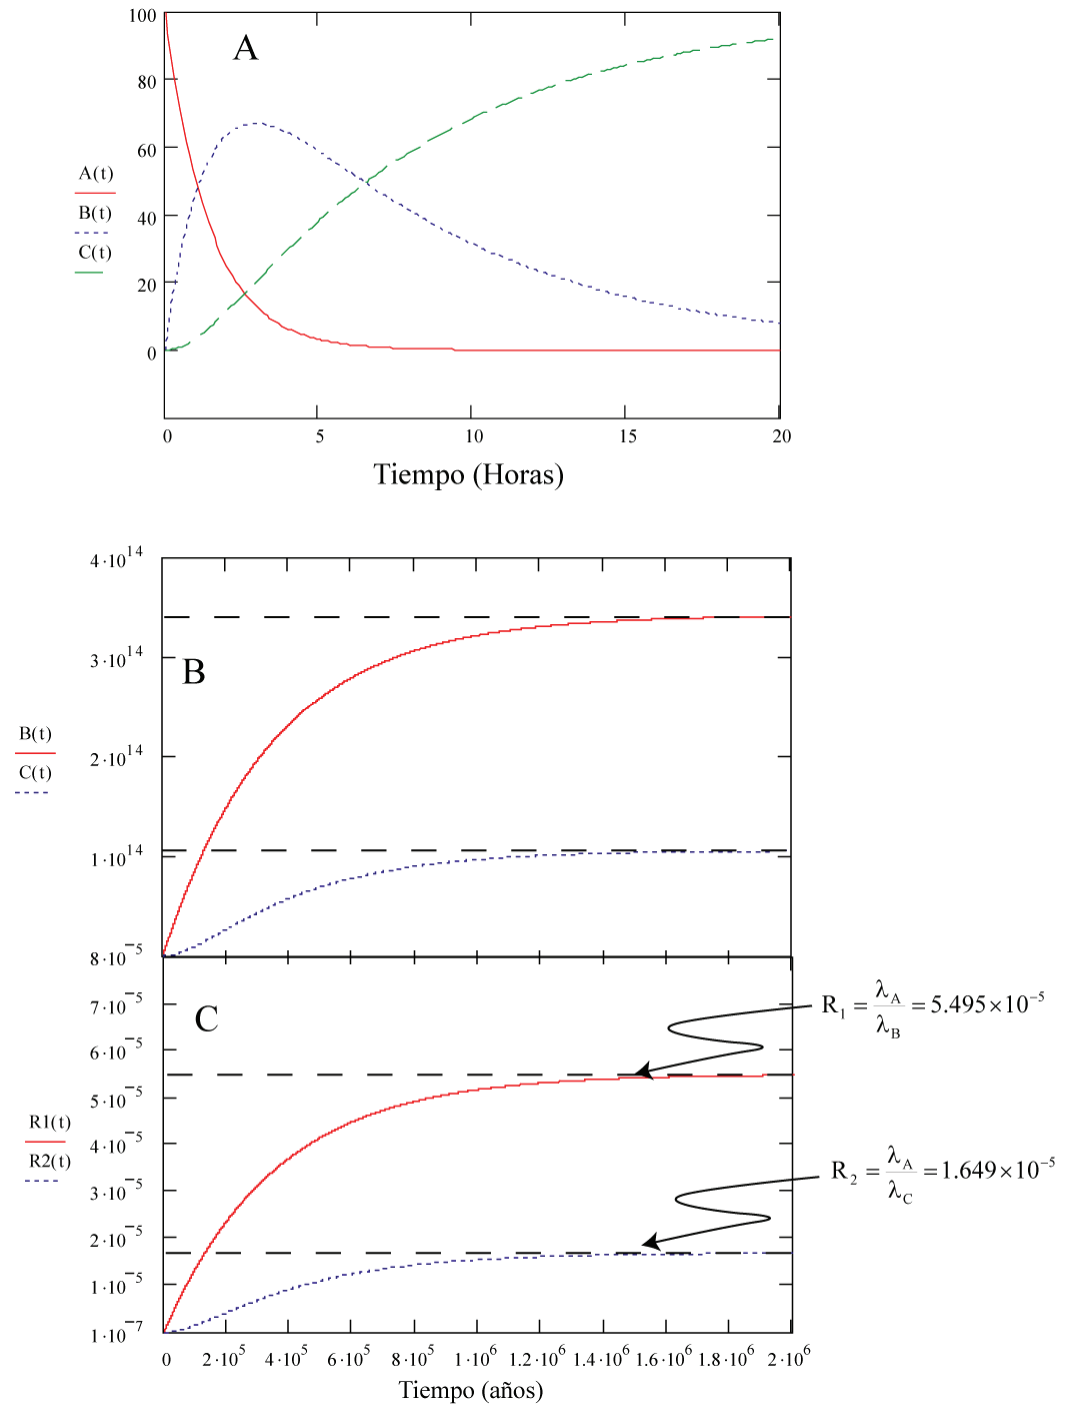 100
A
80
60
A(t)
B(t)
40
C(t)
20
0
0 5 10 15 20
Tiempo (Horas)
4·10^14
3·10^14
B
B(t)
2·10^14
C(t)
1·10^14
8·10^−5
7·10^−5
C
R₁ = λ_A / λ_B = 5.495×10^−5
6·10^−5
5·10^−5
R1(t)
4·10^−5
R2(t)
R₂ = λ_A / λ_C = 1.649×10^−5
3·10^−5
2·10^−5
1·10^−5
1·10^−7
0 2·10^5 4·10^5 6·10^5 8·10^5 1·10^6 1.2·10^6 1.4·10^6 1.6·10^6 1.8·10^6 2·10^6
Tiempo (años)